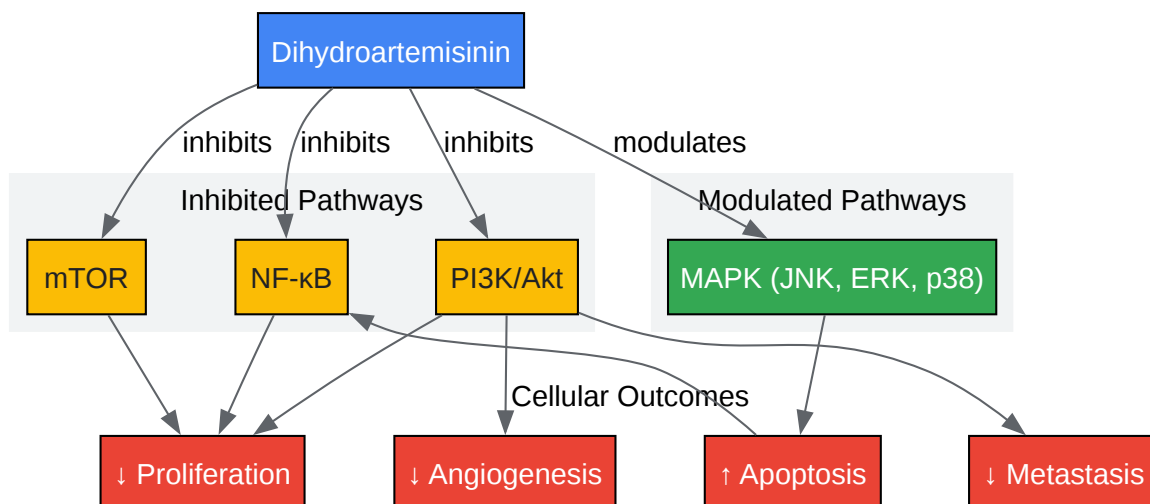 Dihydroartemisinin
inhibits
inhibits
inhibits
modulates
Inhibited Pathways
Modulated Pathways
mTOR
NF-κB
PI3K/Akt
MAPK (JNK, ERK, p38)
Cellular Outcomes
↓ Proliferation
↓ Angiogenesis
↑ Apoptosis
↓ Metastasis